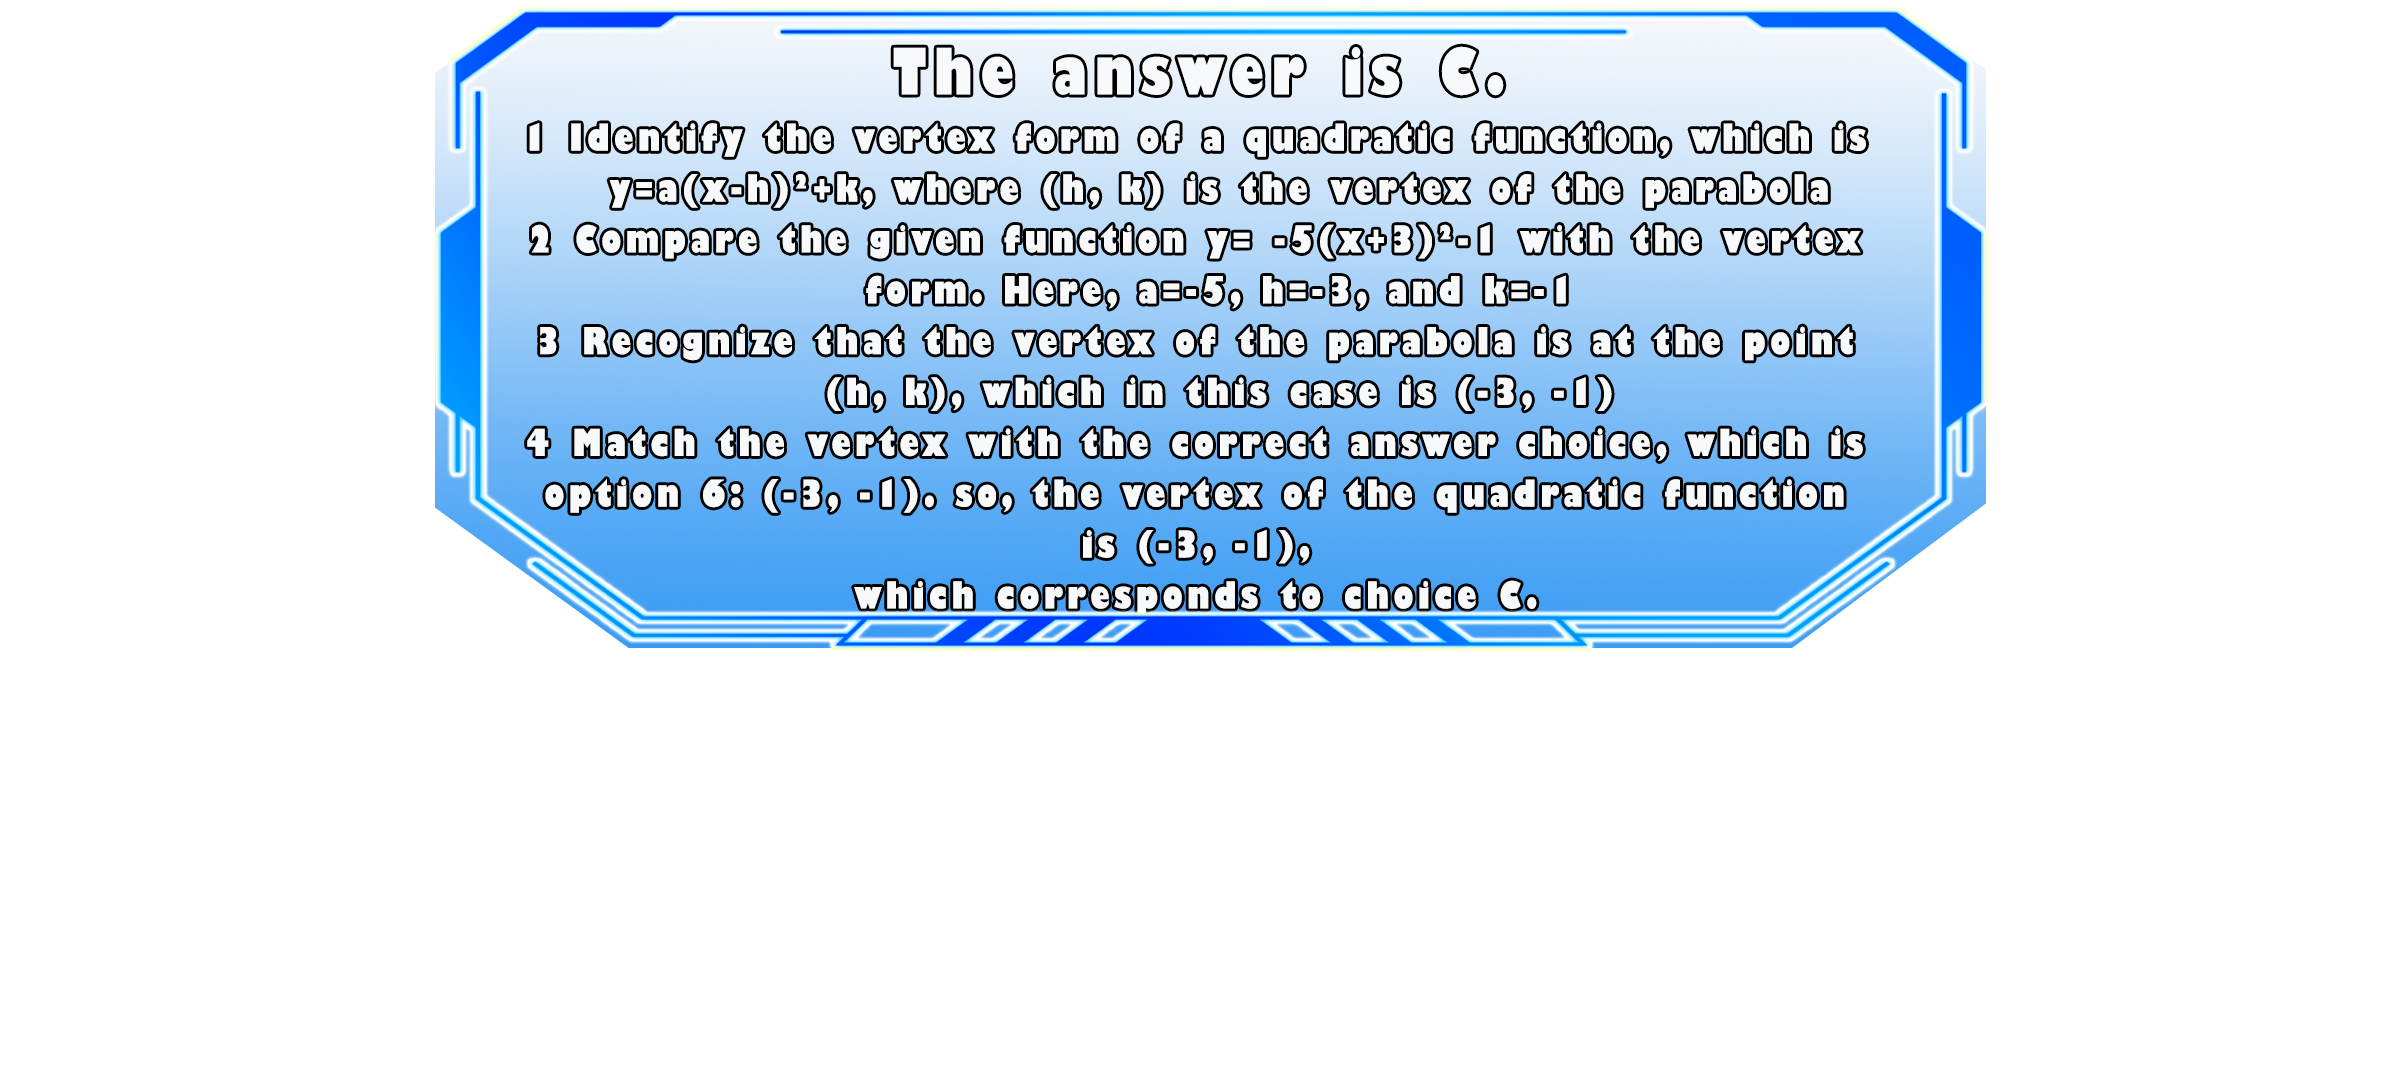 The answer is C.
1 Identify the vertex form of a quadratic function, which is
y=a(x-h)²+k, where (h, k) is the vertex of the parabola
2 Compare the given function y= -5(x+3)²-1 with the vertex
form. Here, a=-5, h=-3, and k=-1
3 Recognize that the vertex of the parabola is at the point
(h, k), which in this case is (-3, -1)
4 Match the vertex with the correct answer choice, which is
option 6: (-3, -1). so, the vertex of the quadratic function
is (-3, -1),
which corresponds to choice C.